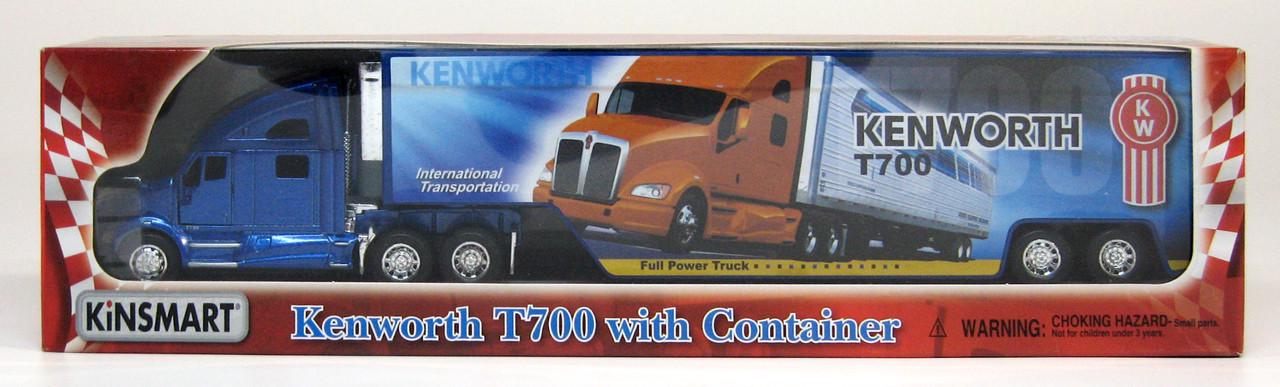 KENWORTH
International
Transportation
700
KENWORTH
T700
K
W
Full Power Truck
KiNSMART®
Kenworth T700 with Container
WARNING: CHOKING HAZARD- Small parts.
Not for children under 3 years.